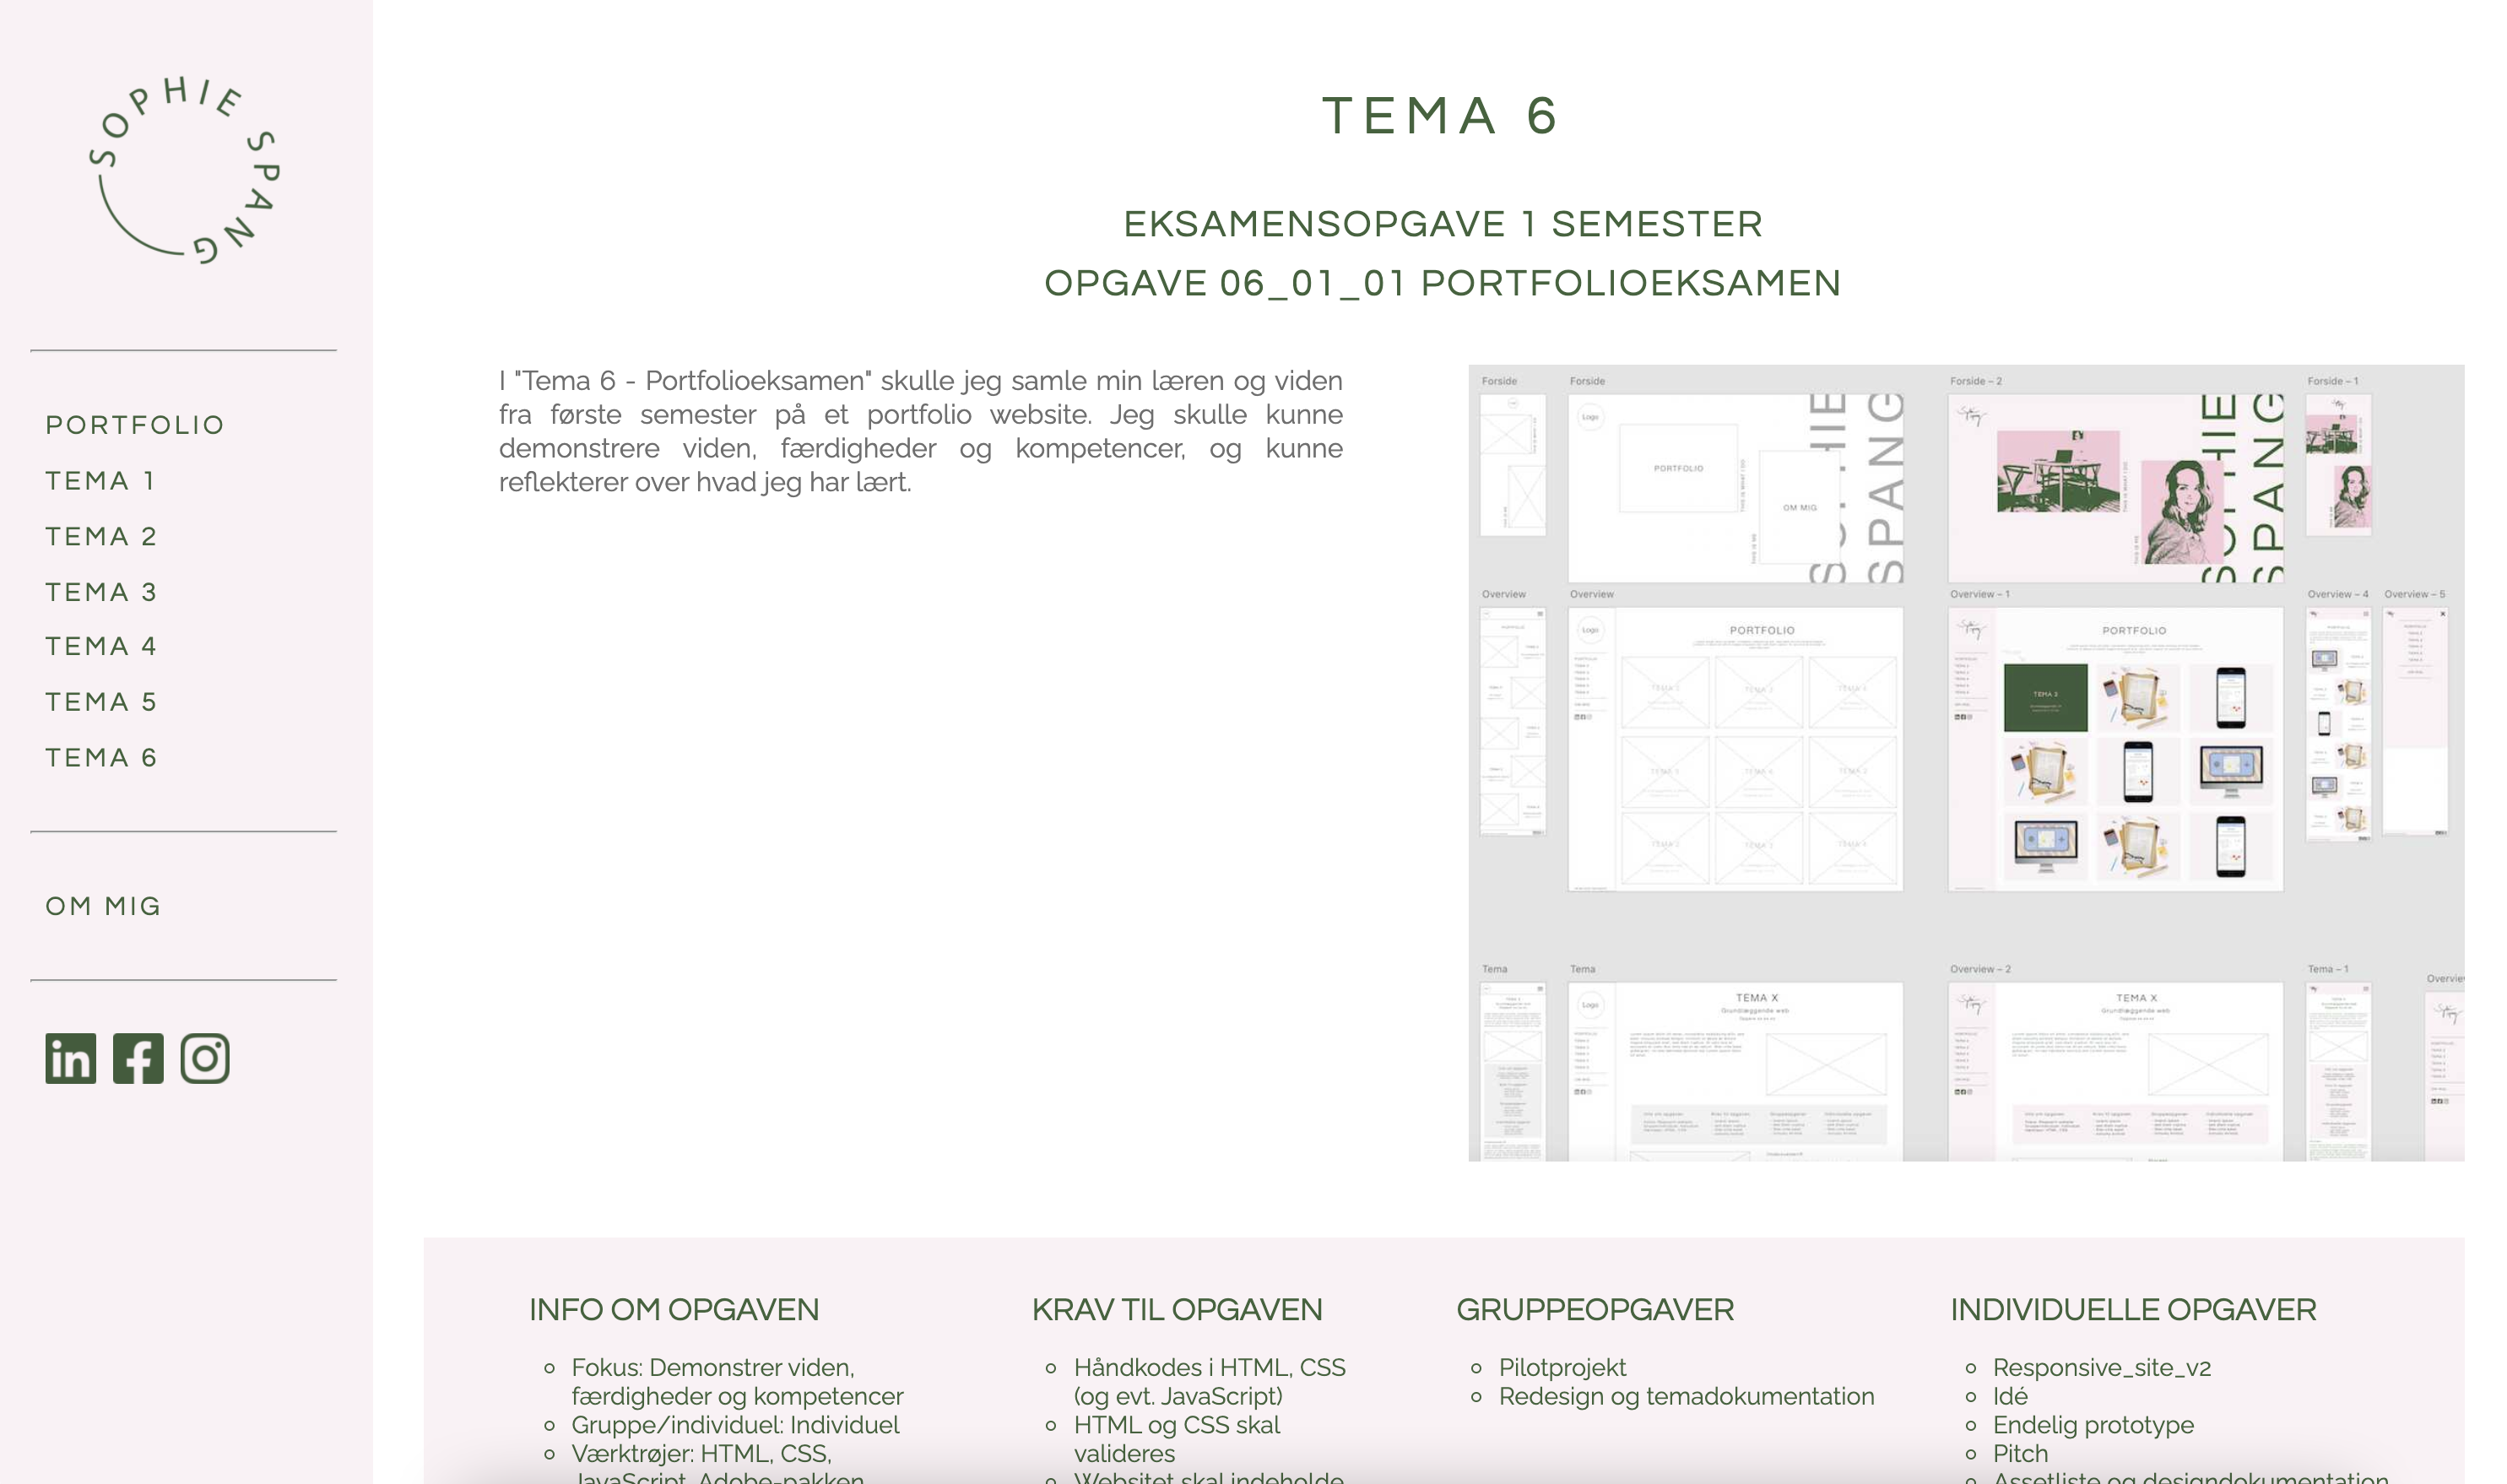 SOPHIE SPANG
PORTFOLIO
TEMA 1
TEMA 2
TEMA 3
TEMA 4
TEMA 5
TEMA 6
OM MIG
in
f
TEMA 6
EKSAMENSOPGAVE 1 SEMESTER
OPGAVE 06_01_01 PORTFOLIOEKSAMEN
I "Tema 6 - Portfolioeksamen" skulle jeg samle min læren og viden
fra første semester på et portfolio website. Jeg skulle kunne
demonstrere viden, færdigheder og kompetencer, og kunne
reflekterer over hvad jeg har lært.
Forside
Forside
Forside – 2
Forside – 1
Logo
PORTFOLIO
OM MIG
SOPHIE
SPANG
SOPHIE
SPANG
Overview
Overview
Overview – 1
Overview – 4
Overview – 5
Logo
PORTFOLIO
PORTFOLIO
TEMA 2
Tema
Tema
Overview – 2
Tema – 1
Logo
TEMA X
Grundlæggende web
TEMA X
Grundlæggende web
INFO OM OPGAVEN
Fokus: Demonstrer viden,
færdigheder og kompetencer
Gruppe/individuel: Individuel
Værktrøjer: HTML, CSS,
JavaScript, Adobe-pakken
KRAV TIL OPGAVEN
Håndkodes i HTML, CSS
(og evt. JavaScript)
HTML og CSS skal
valideres
Websitet skal indeholde
GRUPPEOPGAVER
Pilotprojekt
Redesign og temadokumentation
INDIVIDUELLE OPGAVER
Responsive_site_v2
Idé
Endelig prototype
Pitch
Assetliste og designdokumentation